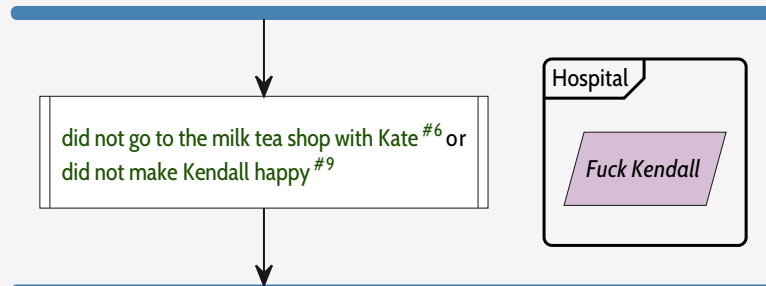 Hospital
did not go to the milk tea shop with Kate #6 or
did not make Kendall happy #9
Fuck Kendall